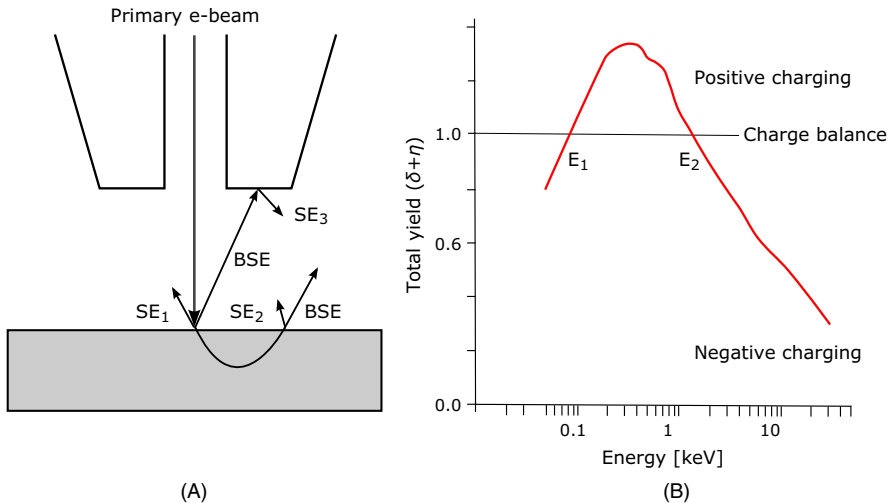 Primary e-beam
SE₃
BSE
SE₁
SE₂
BSE
(A)
Total yield (δ+η)
1.0
0.6
0.0
Positive charging
Charge balance
E₁
E₂
Negative charging
0.1
1
10
Energy [keV]
(B)